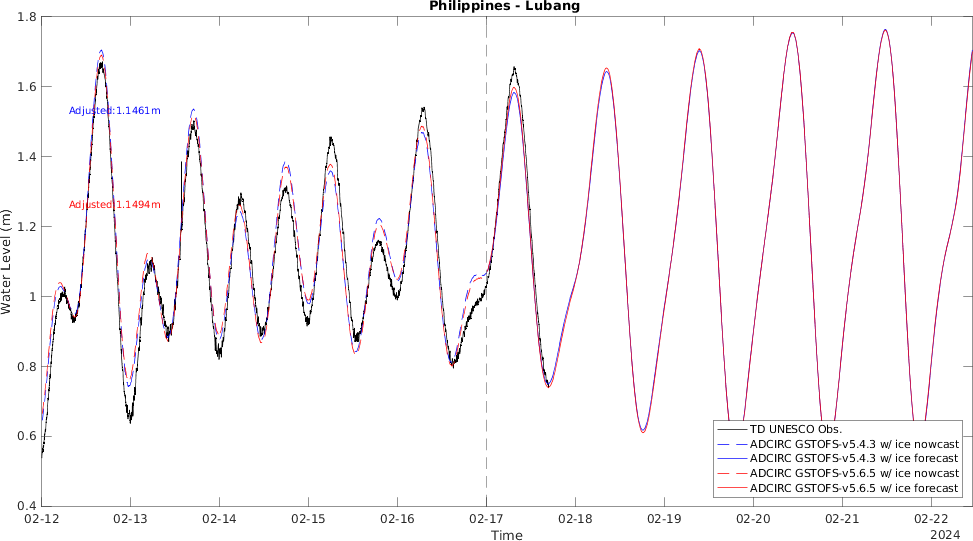 Philippines - Lubang
1.8
1.6
1.4
1.2
1
0.8
0.6
0.4
Water Level (m)
Adjusted:1.1461m
Adjusted:1.1494m
TD UNESCO Obs.
ADCIRC GSTOFS-v5.4.3 w/ ice nowcast
ADCIRC GSTOFS-v5.4.3 w/ ice forecast
ADCIRC GSTOFS-v5.6.5 w/ ice nowcast
ADCIRC GSTOFS-v5.6.5 w/ ice forecast
02-12 02-13 02-14 02-15 02-16 02-17 02-18 02-19 02-20 02-21 02-22
Time
2024